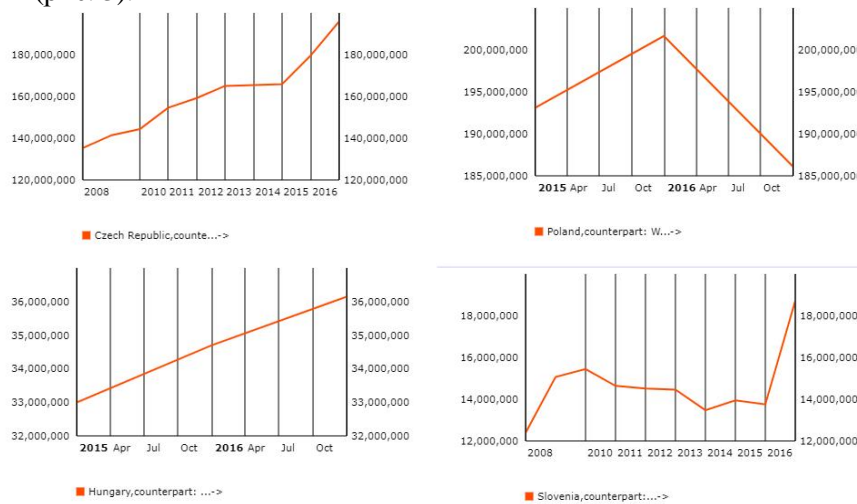 180,000,000 180,000,000
160,000,000 160,000,000
140,000,000 140,000,000
120,000,000 120,000,000
2008 2010 2011 2012 2013 2014 2015 2016
Czech Republic,counte...->
200,000,000 200,000,000
195,000,000 195,000,000
190,000,000 190,000,000
185,000,000 185,000,000
2015 Apr Jul Oct 2016 Apr Jul Oct
Poland,counterpart: W...->
36,000,000 36,000,000
35,000,000 35,000,000
34,000,000 34,000,000
33,000,000 33,000,000
32,000,000 32,000,000
2015 Apr Jul Oct 2016 Apr Jul Oct
Hungary,counterpart: ...->
18,000,000 18,000,000
16,000,000 16,000,000
14,000,000 14,000,000
12,000,000 12,000,000
2008 2010 2011 2012 2013 2014 2015 2016
Slovenia,counterpart:...->